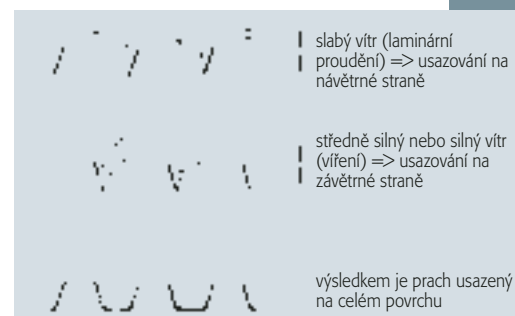 slabý vítr (laminární
proudění) => usazování na
návětrné straně
středně silný nebo silný vítr
(víření) => usazování na
závětrné straně
výsledkem je prach usazený
na celém povrchu